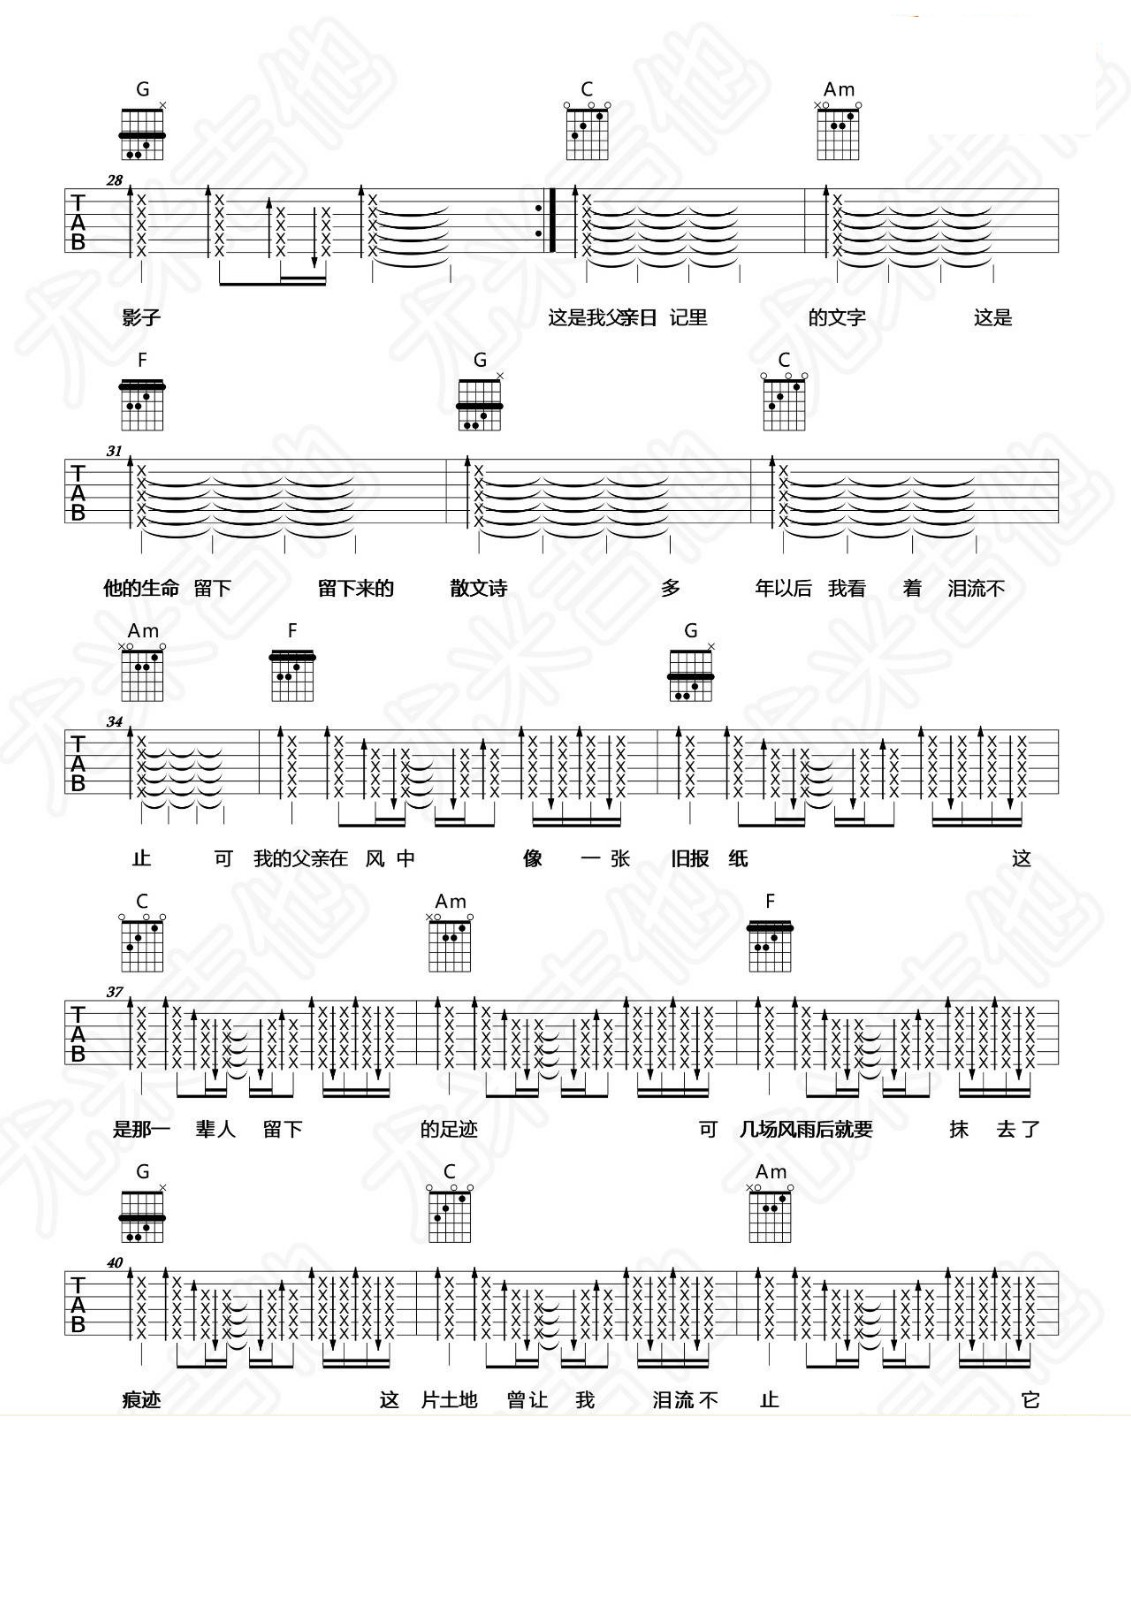 G C Am
28
T
A
B
影子 这是我父亲日 记里 的文字 这是
F G C
31
T
A
B
他的生命 留下 留下来的 散文诗 多 年以后 我看 着 泪流不
Am F G
34
T
A
B
止 可 我的父亲在 风 中 像 一 张 旧报 纸 这
C Am F
37
T
A
B
是那一 辈人 留下 的足迹 可 几场风雨后就要 抹 去 了
G C Am
40
T
A
B
痕迹 这 片土地 曾让 我 泪流不 止 它
尤米吉他